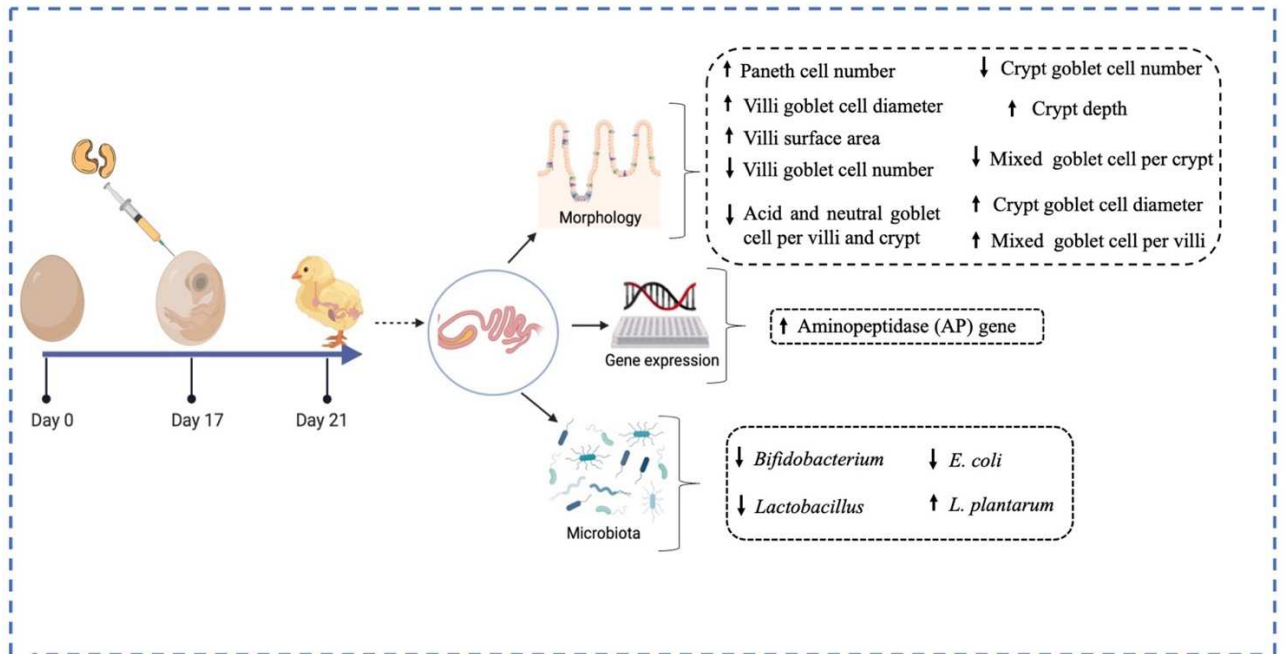 ↑ Paneth cell number
↑ Villi goblet cell diameter
↑ Villi surface area
↓ Villi goblet cell number
↓ Acid and neutral goblet
cell per villi and crypt
↓ Crypt goblet cell number
↑ Crypt depth
↓ Mixed goblet cell per crypt
↑ Crypt goblet cell diameter
↑ Mixed goblet cell per villi
Morphology
Gene expression
↑ Aminopeptidase (AP) gene
Day 0
Day 17
Day 21
↓ Bifidobacterium
↓ E. coli
↓ Lactobacillus
↑ L. plantarum
Microbiota